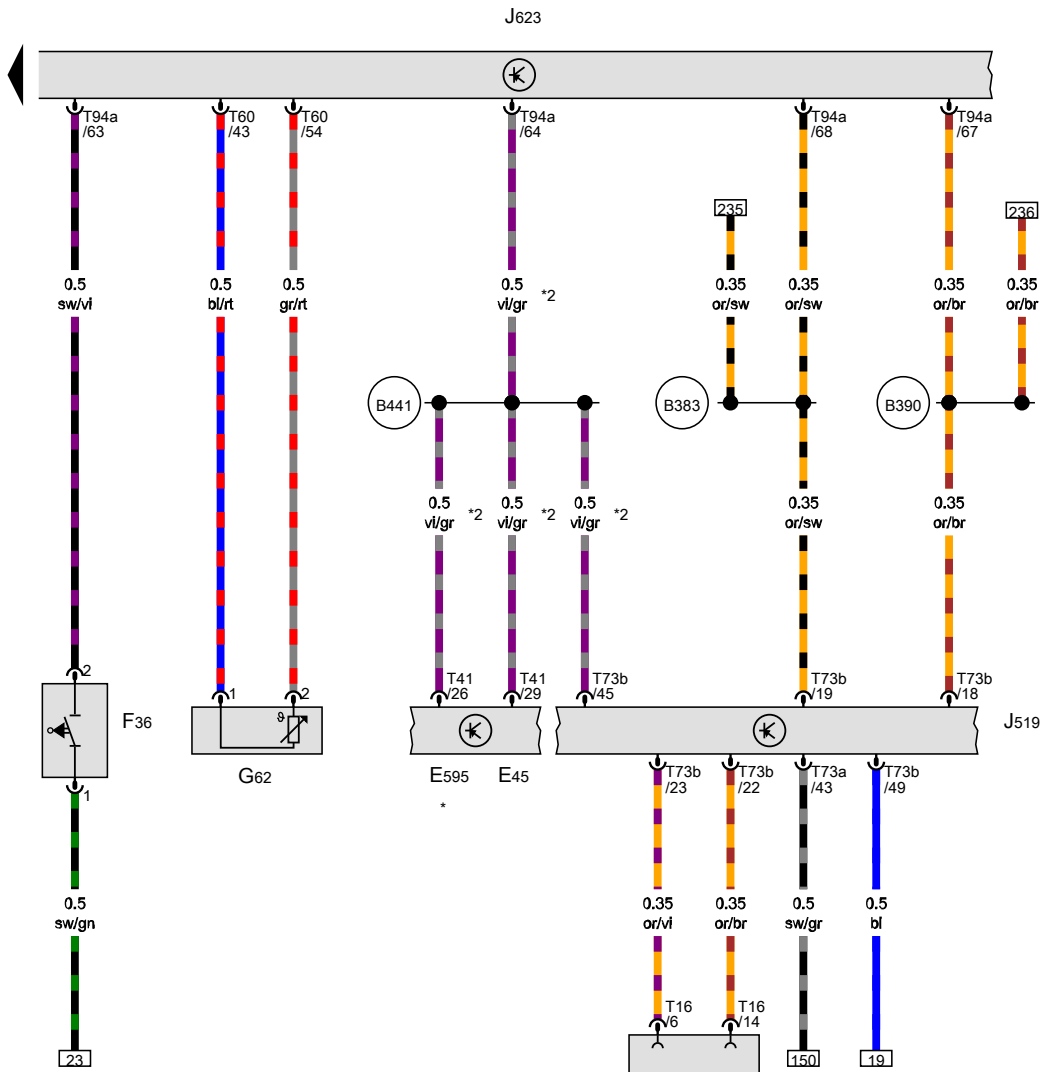 J623
T94a
/63
T60
/43
T60
/54
T94a
/64
T94a
/68
T94a
/67
235
236
0.5
sw/vi
0.5
bl/rt
0.5
gr/rt
0.5
vi/gr
*2
0.35
or/sw
0.35
or/sw
0.35
or/br
0.35
or/br
B441
B383
B390
0.5
vi/gr
*2
0.5
vi/gr
*2
0.5
vi/gr
*2
0.35
or/sw
0.35
or/br
2
1
2
T41
/26
T41
/29
T73b
/45
T73b
/19
T73b
/18
F36
ϑ
J519
G62
E595
*
E45
1
T73b
/23
T73b
/22
T73a
/43
T73b
/49
0.5
sw/gn
0.35
or/vi
0.35
or/br
0.5
sw/gr
0.5
bl
T16
/6
T16
/14
23
150
19